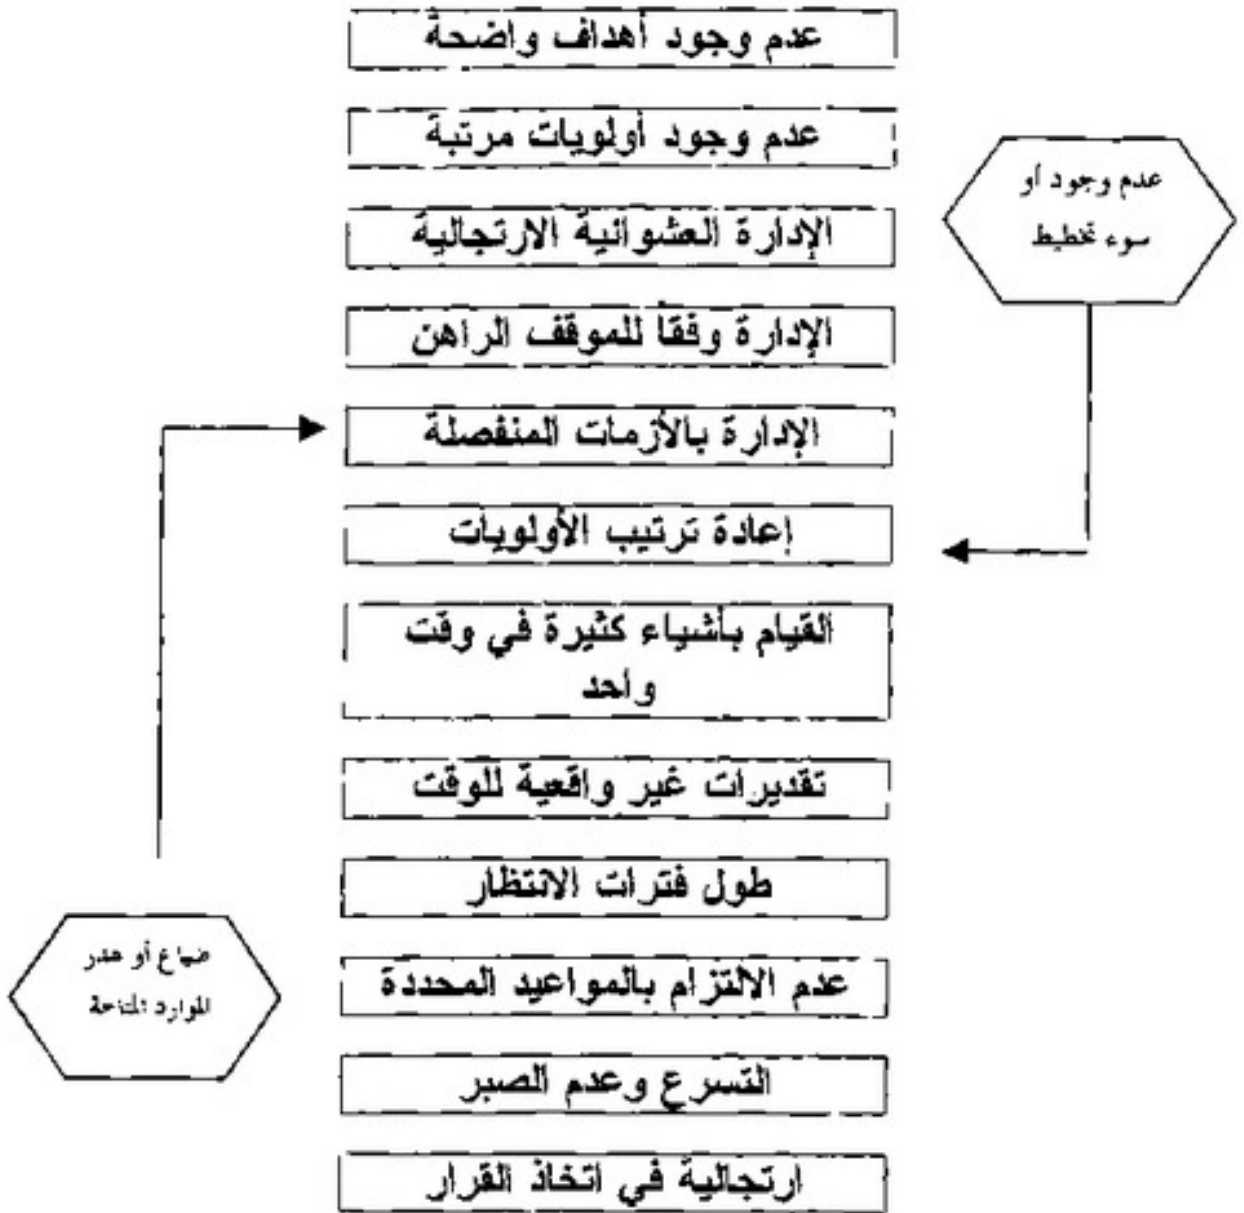 عدم وجود أهداف واضحة
عدم وجود أولويات مرتبة
الإدارة العشوائية الارتجالية
الإدارة وفقاً للموقف الراهن
الإدارة بالأزمات المنفصلة
إعادة ترتيب الأولويات
القيام بأشياء كثيرة في وقت
واحد
تقديرات غير واقعية للوقت
طول فترات الانتظار
عدم الالتزام بالمواعيد المحددة
التسرع وعدم الصبر
ارتجالية في اتخاذ القرار
عدم وجود أو
سوء تخطيط
ضياع أو هدر
الموارد المتاحة